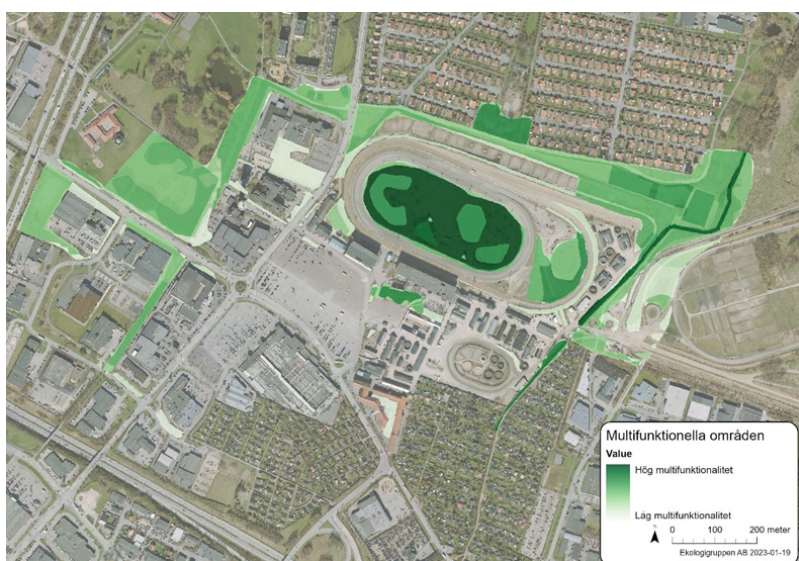 Multifunktionella områden
Value
Hög multifunktionalitet
Låg multifunktionalitet
N
0 100 200 meter
Ekologigruppen AB 2023-01-19